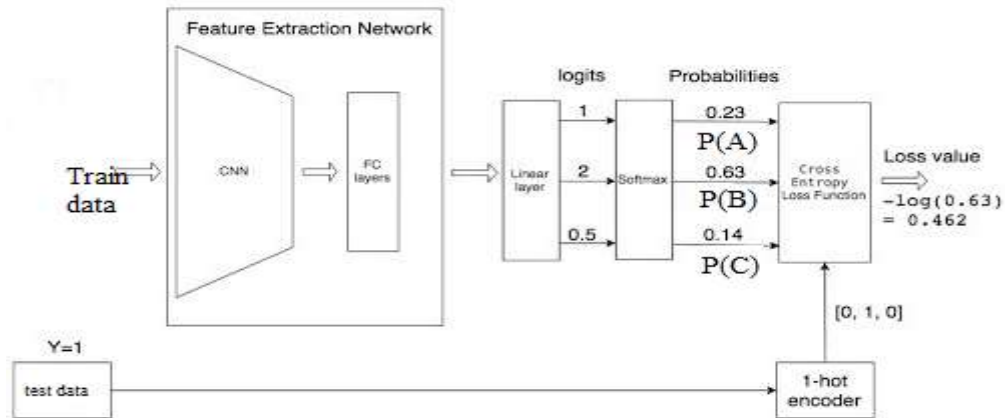 Feature Extraction Network
logits
Probabilities
Train
data
CNN
FC
layers
Linear
layer
1
2
0.5
Softmax
0.23
P(A)
0.63
P(B)
0.14
P(C)
Cross
Entropy
Loss Function
Loss value
-log(0.63)
= 0.462
[0, 1, 0]
Y=1
test data
1-hot
encoder